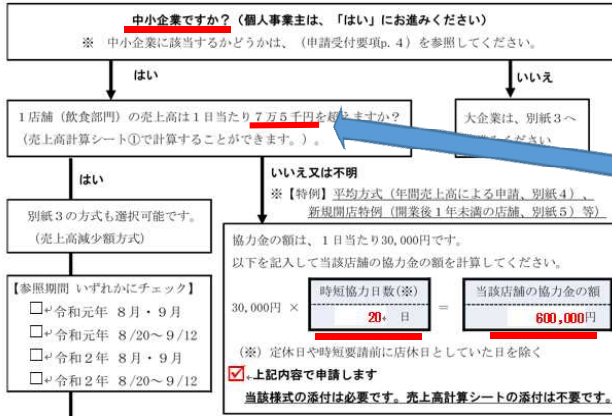 中小企業ですか？（個人事業主は、「はい」にお進みください）
※ 中小企業に該当するかどうかは、（申請受付要項p. 4）を参照してください。
はい
いいえ
1店舗（飲食部門）の売上高は1日当たり7万5千円を超えますか？
（売上高計算シート①で計算することができます。）。
大企業は、別紙3へ
ください
はい
いいえ又は不明
※【特例】平均方式（年間売上高による申請、別紙4）、
新規開店特例（開業後1年未満の店舗、別紙5）等）
別紙3の方式も選択可能です。
（売上高減少額方式）
協力金の額は、1日当たり30,000円です。
以下を記入して当該店舗の協力金の額を計算してください。
【参照期間 いずれかにチェック】
□↵令和元年 8月・9月
□↵令和元年 8/20～9/12
□↵令和2年 8月・9月
□↵令和2年 8/20～9/12
時短協力日数(※)
当該店舗の協力金の額
30,000円 ×
20 日
＝
600,000円
（※）定休日や時短要請前に店休日としていた日を除く
☑上記内容で申請します
当該様式の添付は必要です。売上高計算シートの添付は不要です。